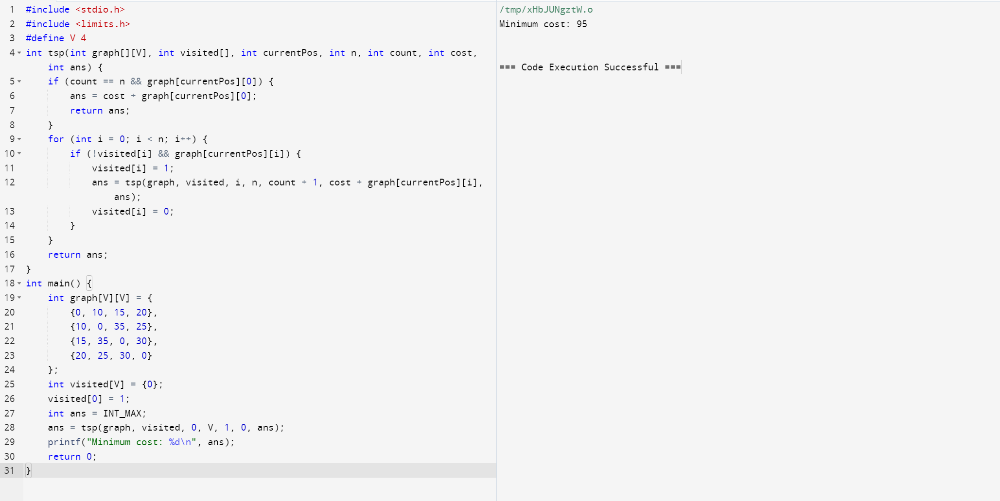 1 #include <stdio.h>
2 #include <limits.h>
3 #define V 4
4 int tsp(int graph[][V], int visited[], int currentPos, int n, int count, int cost,
int ans) {
5     if (count == n && graph[currentPos][0]) {
6         ans = cost + graph[currentPos][0];
7         return ans;
8     }
9     for (int i = 0; i < n; i++) {
10         if (!visited[i] && graph[currentPos][i]) {
11             visited[i] = 1;
12             ans = tsp(graph, visited, i, n, count + 1, cost + graph[currentPos][i],
ans);
13             visited[i] = 0;
14         }
15     }
16     return ans;
17 }
18 int main() {
19     int graph[V][V] = {
20         {0, 10, 15, 20},
21         {10, 0, 35, 25},
22         {15, 35, 0, 30},
23         {20, 25, 30, 0}
24     };
25     int visited[V] = {0};
26     visited[0] = 1;
27     int ans = INT_MAX;
28     ans = tsp(graph, visited, 0, V, 1, 0, ans);
29     printf("Minimum cost: %d\n", ans);
30     return 0;
31 }
/tmp/xHbJUNgztW.o
Minimum cost: 95
=== Code Execution Successful ===